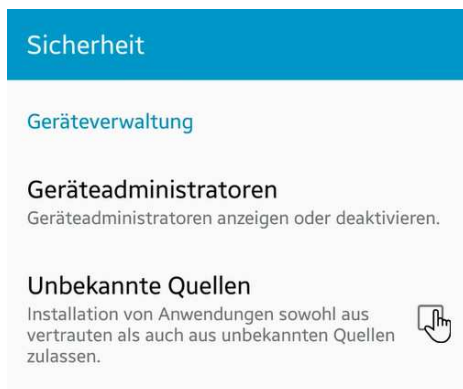 Sicherheit
Geräteverwaltung
Geräteadministratoren
Geräteadministratoren anzeigen oder deaktivieren.
Unbekannte Quellen
Installation von Anwendungen sowohl aus
vertrauten als auch aus unbekannten Quellen
zulassen.